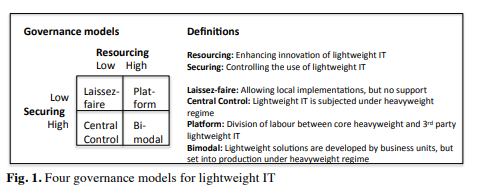 Governance models
Definitions
Resourcing
Low High
Low
Securing
High
Laissez-
faire
Plat-
form
Central
Control
Bi-
modal
Resourcing: Enhancing innovation of lightweight IT
Securing: Controlling the use of lightweight IT
Laissez-faire: Allowing local implementations, but no support
Central Control: Lightweight IT is subjected under heavyweight
regime
Platform: Division of labour between core heavyweight and 3rd party
lightweight IT
Bimodal: Lightweight solutions are developed by business units, but
set into production under heavyweight regime
Fig. 1. Four governance models for lightweight IT